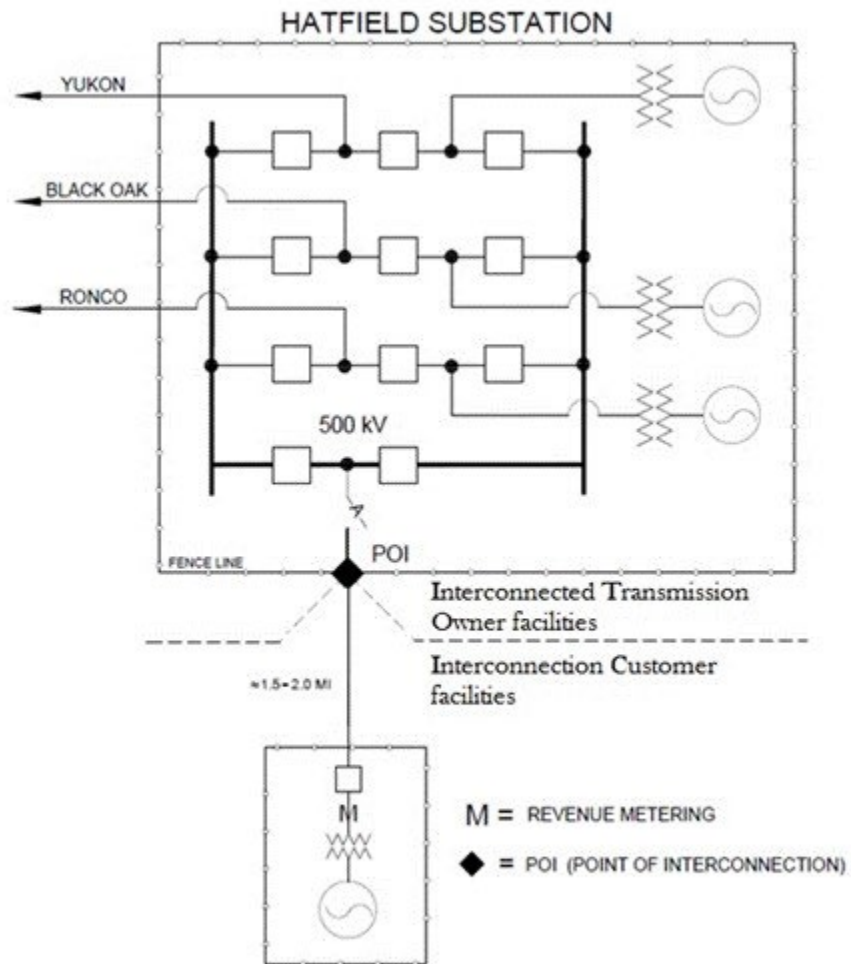 HATFIELD SUBSTATION
YUKON
BLACK OAK
RONCO
500 kV
A
POI
FENCE LINE
Interconnected Transmission
Owner facilities
Interconnection Customer
facilities
≈1.5-2.0 MI
M
M = REVENUE METERING
= POI (POINT OF INTERCONNECTION)